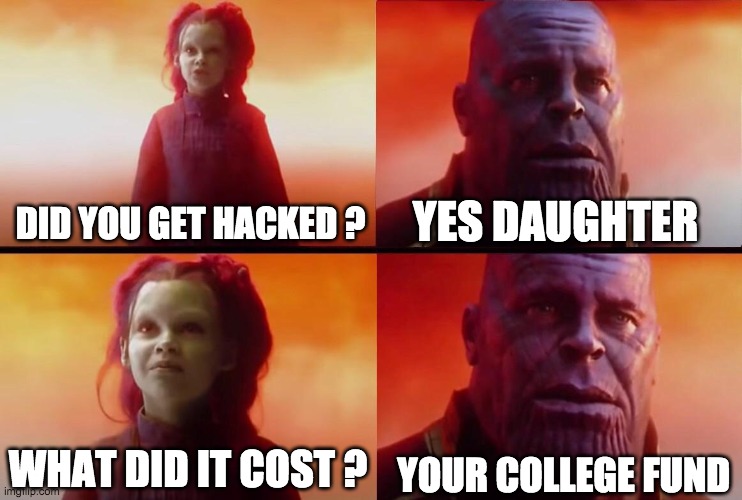 DID YOU GET HACKED ?
YES DAUGHTER
WHAT DID IT COST ?
YOUR COLLEGE FUND
imgflip.com